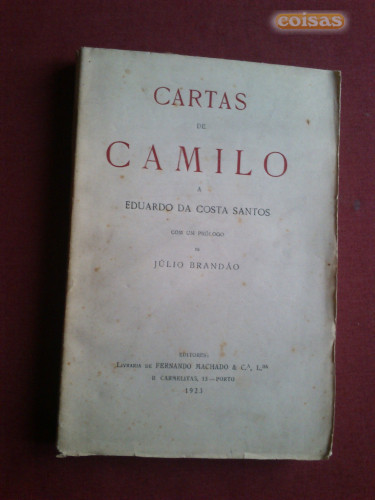 coisas
CARTAS
DE
CAMILO
A
EDUARDO DA COSTA SANTOS
COM UM PRÓLOGO
DE
JÚLIO BRANDÃO
EDITORES:
LIVRARIA DE FERNANDO MACHADO & C.ª, L.DA
R. CARMELITAS, 15—PORTO
1923